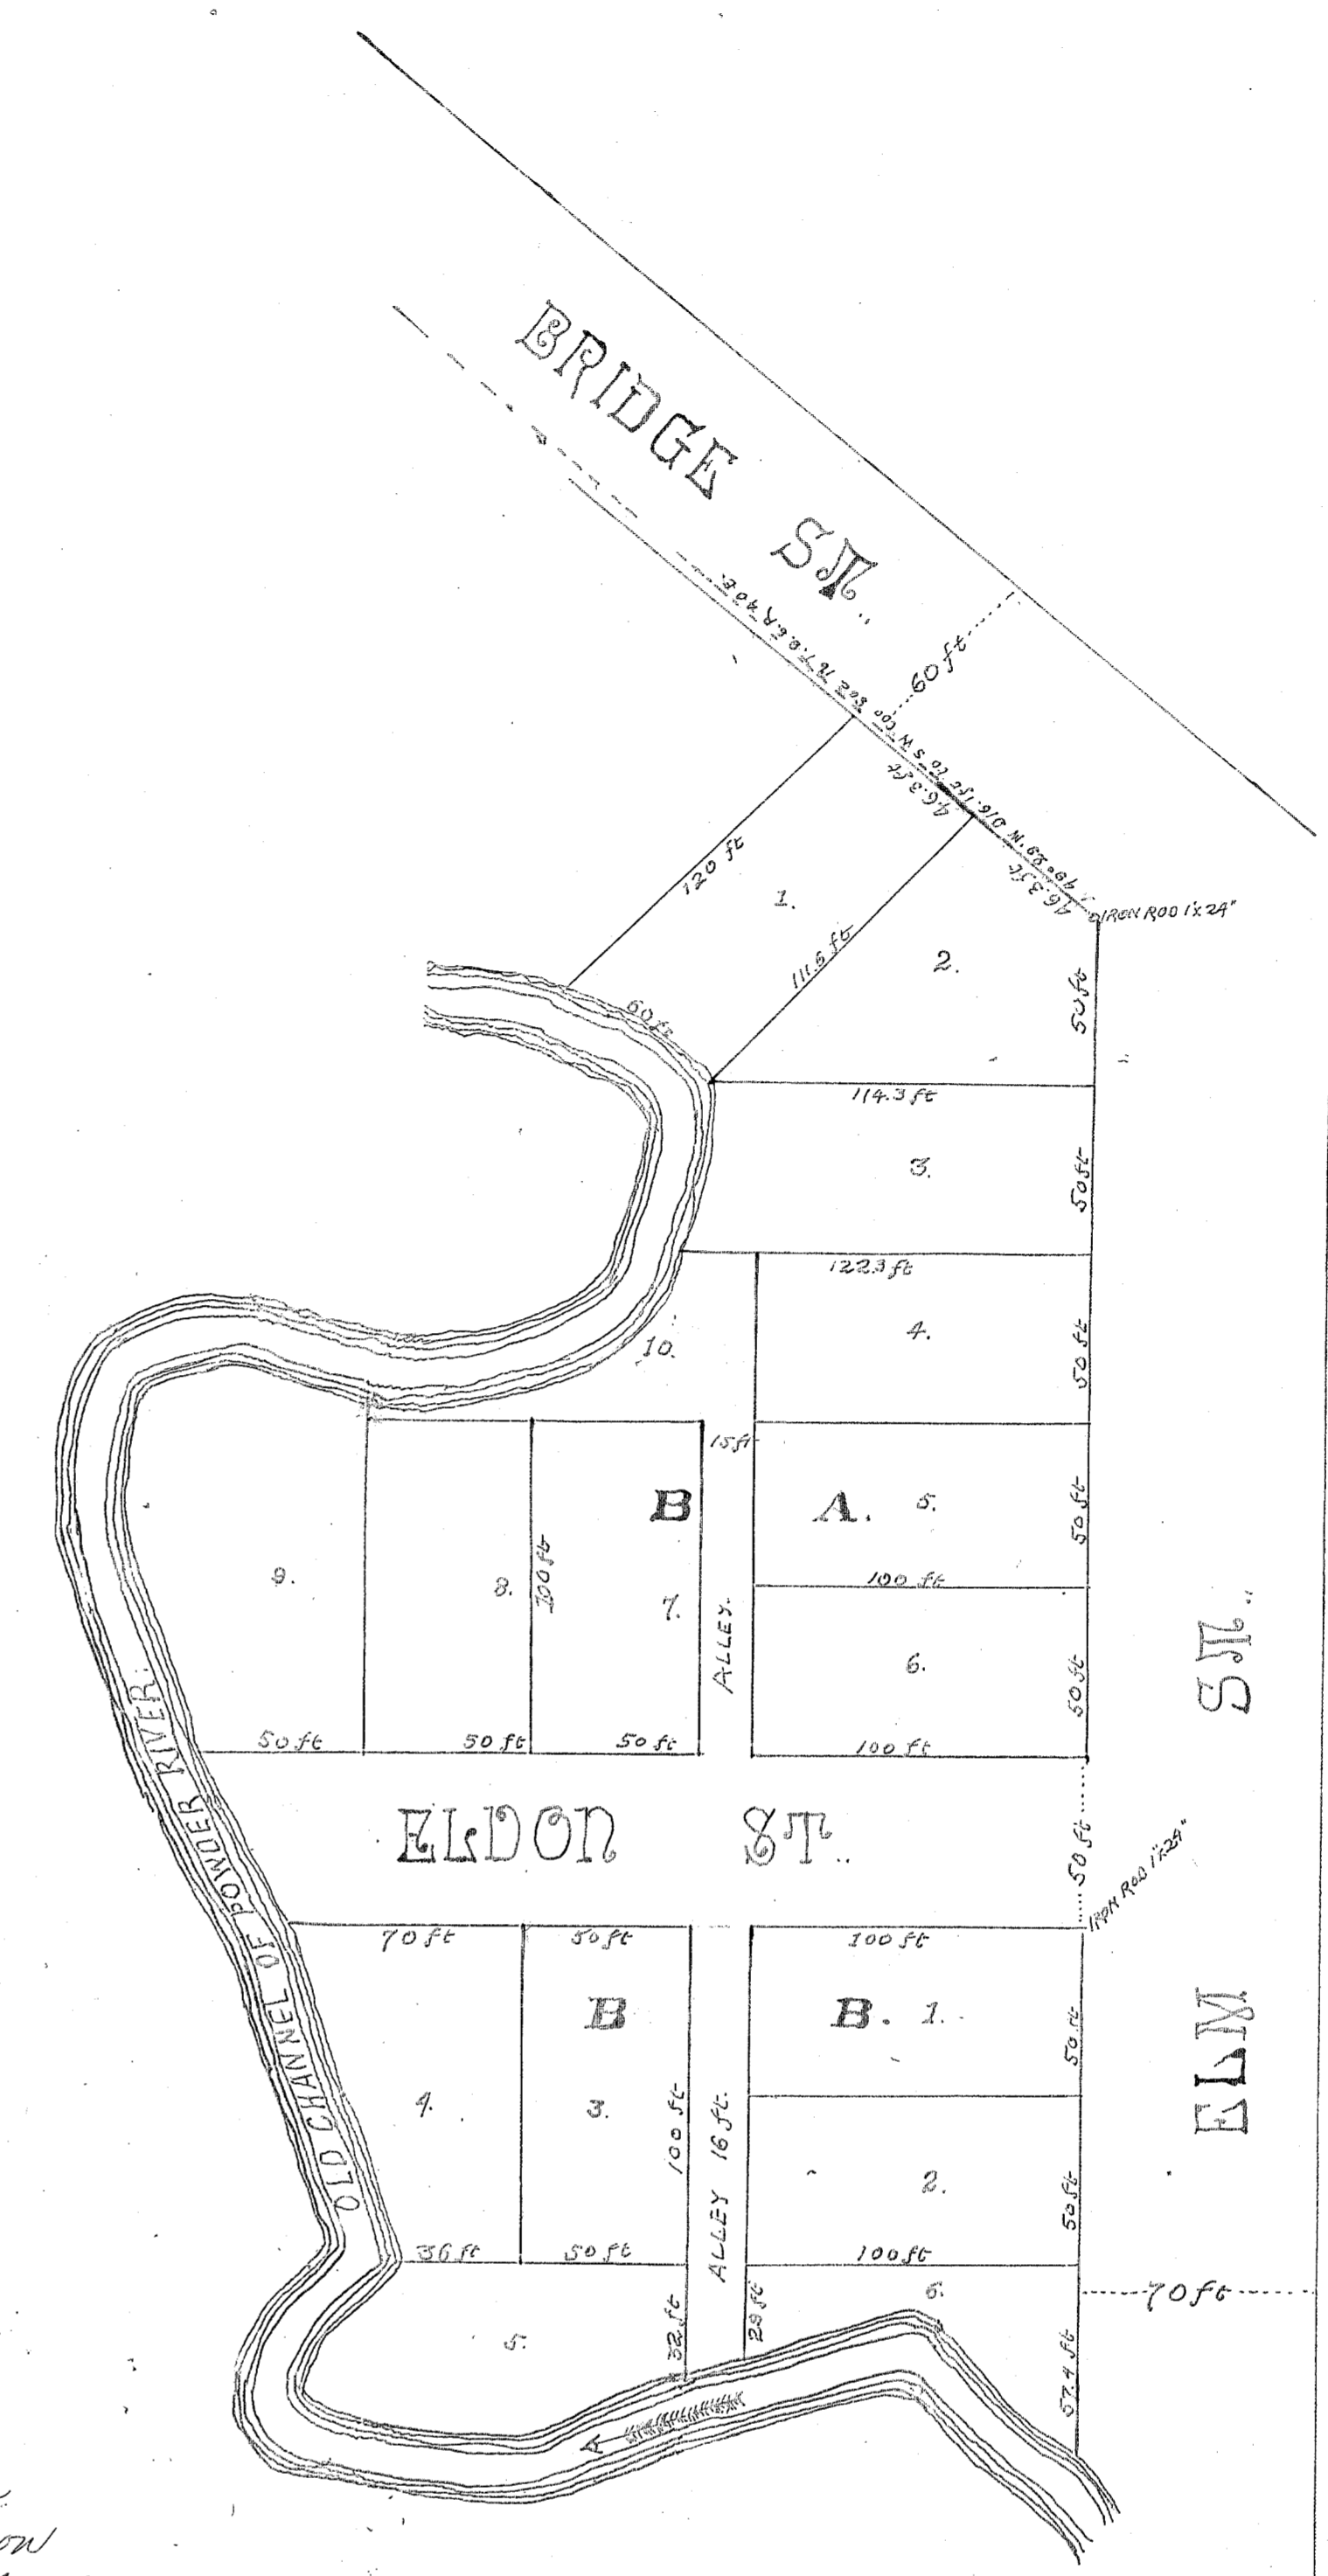 BRIDGE ST.
60 ft
46.3 ft
46.3 ft
IRON ROD 1"x24"
120 ft
1.
111.6 ft
2.
50 ft
60 ft
114.3 ft
3.
50 ft
122.3 ft
10.
4.
50 ft
15 ft
B
A.
5.
50 ft
9.
8.
100 ft
7.
ALLEY.
100 ft
6.
50 ft
50 ft
50 ft
50 ft
100 ft
ELDON ST.
50 ft
IRON ROD 1"x24"
OLD CHANNEL OF POWDER RIVER.
70 ft
50 ft
100 ft
B
B. 1.
50 ft
4.
3.
100 ft
ALLEY 16 ft.
2.
50 ft
36 ft
50 ft
100 ft
6.
70 ft
5.
32 ft
29 ft
57.4 ft
ELM ST.